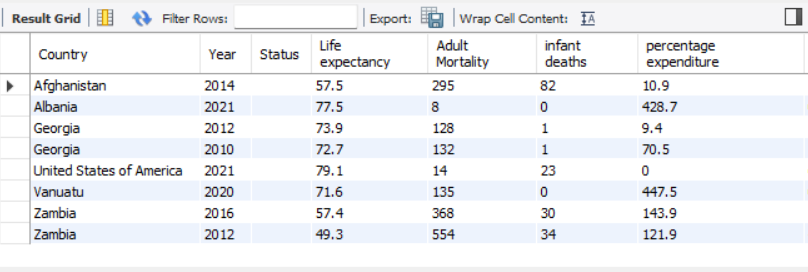 Result Grid Filter Rows: Export: Wrap Cell Content:
Country Year Status Life expectancy Adult Mortality infant deaths percentage expenditure
Afghanistan 2014 57.5 295 82 10.9
Albania 2021 77.5 8 0 428.7
Georgia 2012 73.9 128 1 9.4
Georgia 2010 72.7 132 1 70.5
United States of America 2021 79.1 14 23 0
Vanuatu 2020 71.6 135 0 447.5
Zambia 2016 57.4 368 30 143.9
Zambia 2012 49.3 554 34 121.9